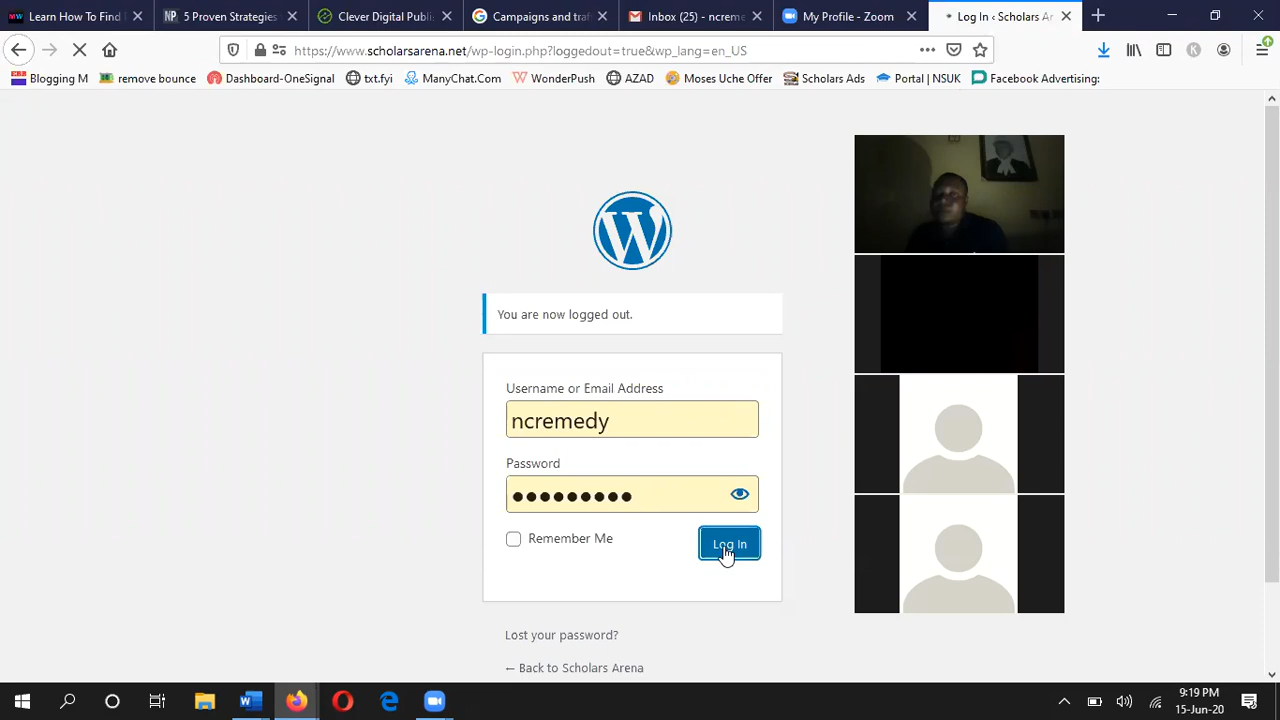 Learn How To Find
5 Proven Strategies
Clever Digital Publi
Campaigns and traf
Inbox (25) - ncreme
My Profile - Zoom
Log In ‹ Scholars Ar
https://www.scholarsarena.net/wp-login.php?loggedout=true&wp_lang=en_US
Blogging M
remove bounce
Dashboard-OneSignal
txt.fyi
ManyChat.Com
WonderPush
AZAD
Moses Uche Offer
Scholars Ads
Portal | NSUK
Facebook Advertising:
You are now logged out.
Username or Email Address
ncremedy
Password
Remember Me
Log In
Lost your password?
← Back to Scholars Arena
9:19 PM
15-Jun-20